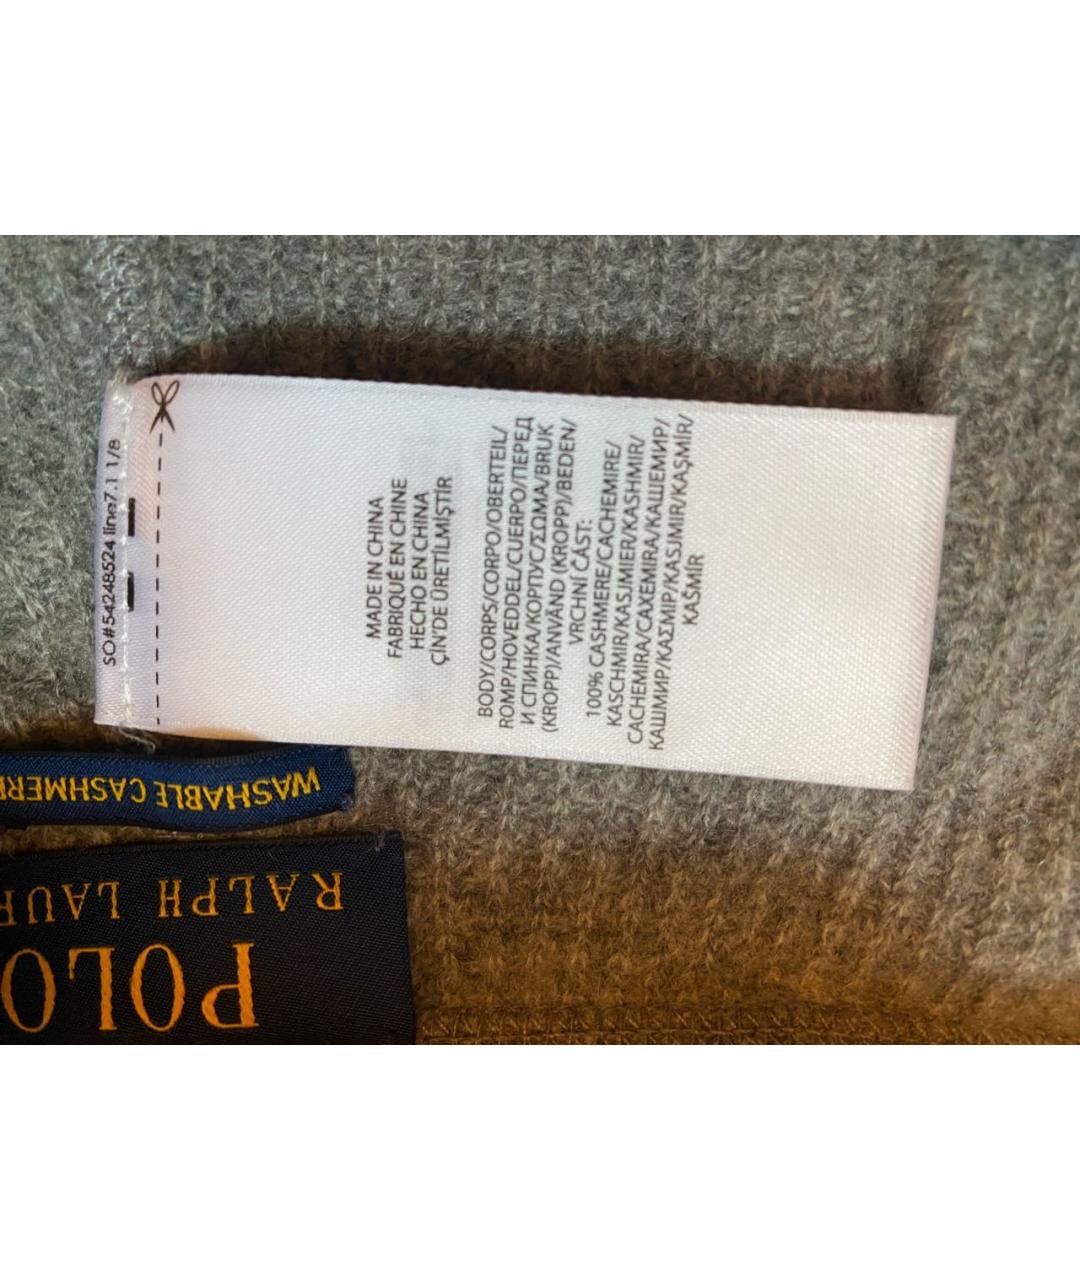 SO#54248524 line7.1 1/8
MADE IN CHINA
FABRIQUÉ EN CHINE
HECHO EN CHINA
ÇİN'DE ÜRETİLMİŞTİR
BODY/CORPS/CORPO/OBERTEIL/
ROMP/HOVEDDEL/CUERPO/ПЕРЕД
И СПИНКА/КОРПУС/ΣΩΜΑ/BRUK
(KROPP)/ANVÄND (KROPP)/BEDEN/
VRCHNÍ ČÁST:
100% CASHMERE/CACHEMIRE/
KASCHMIR/KASJMIER/KASHMIR/
CACHEMIRA/CAXEMIRA/КАШЕМИР/
КАШМИР/ΚΑΣΜΙΡ/KASJMIR/KAŞMİR/
KAŠMÍR
WASHABLE CASHMERE
POLO
RALPH LAUR